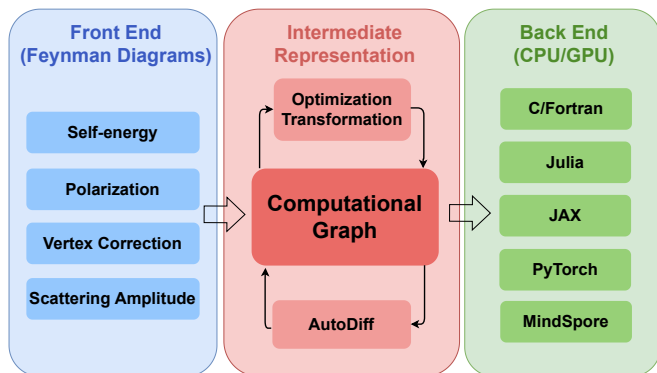 Front End
(Feynman Diagrams)
Self-energy
Polarization
Vertex Correction
Scattering Amplitude
Intermediate
Representation
Optimization
Transformation
Computational
Graph
AutoDiff
Back End
(CPU/GPU)
C/Fortran
Julia
JAX
PyTorch
MindSpore